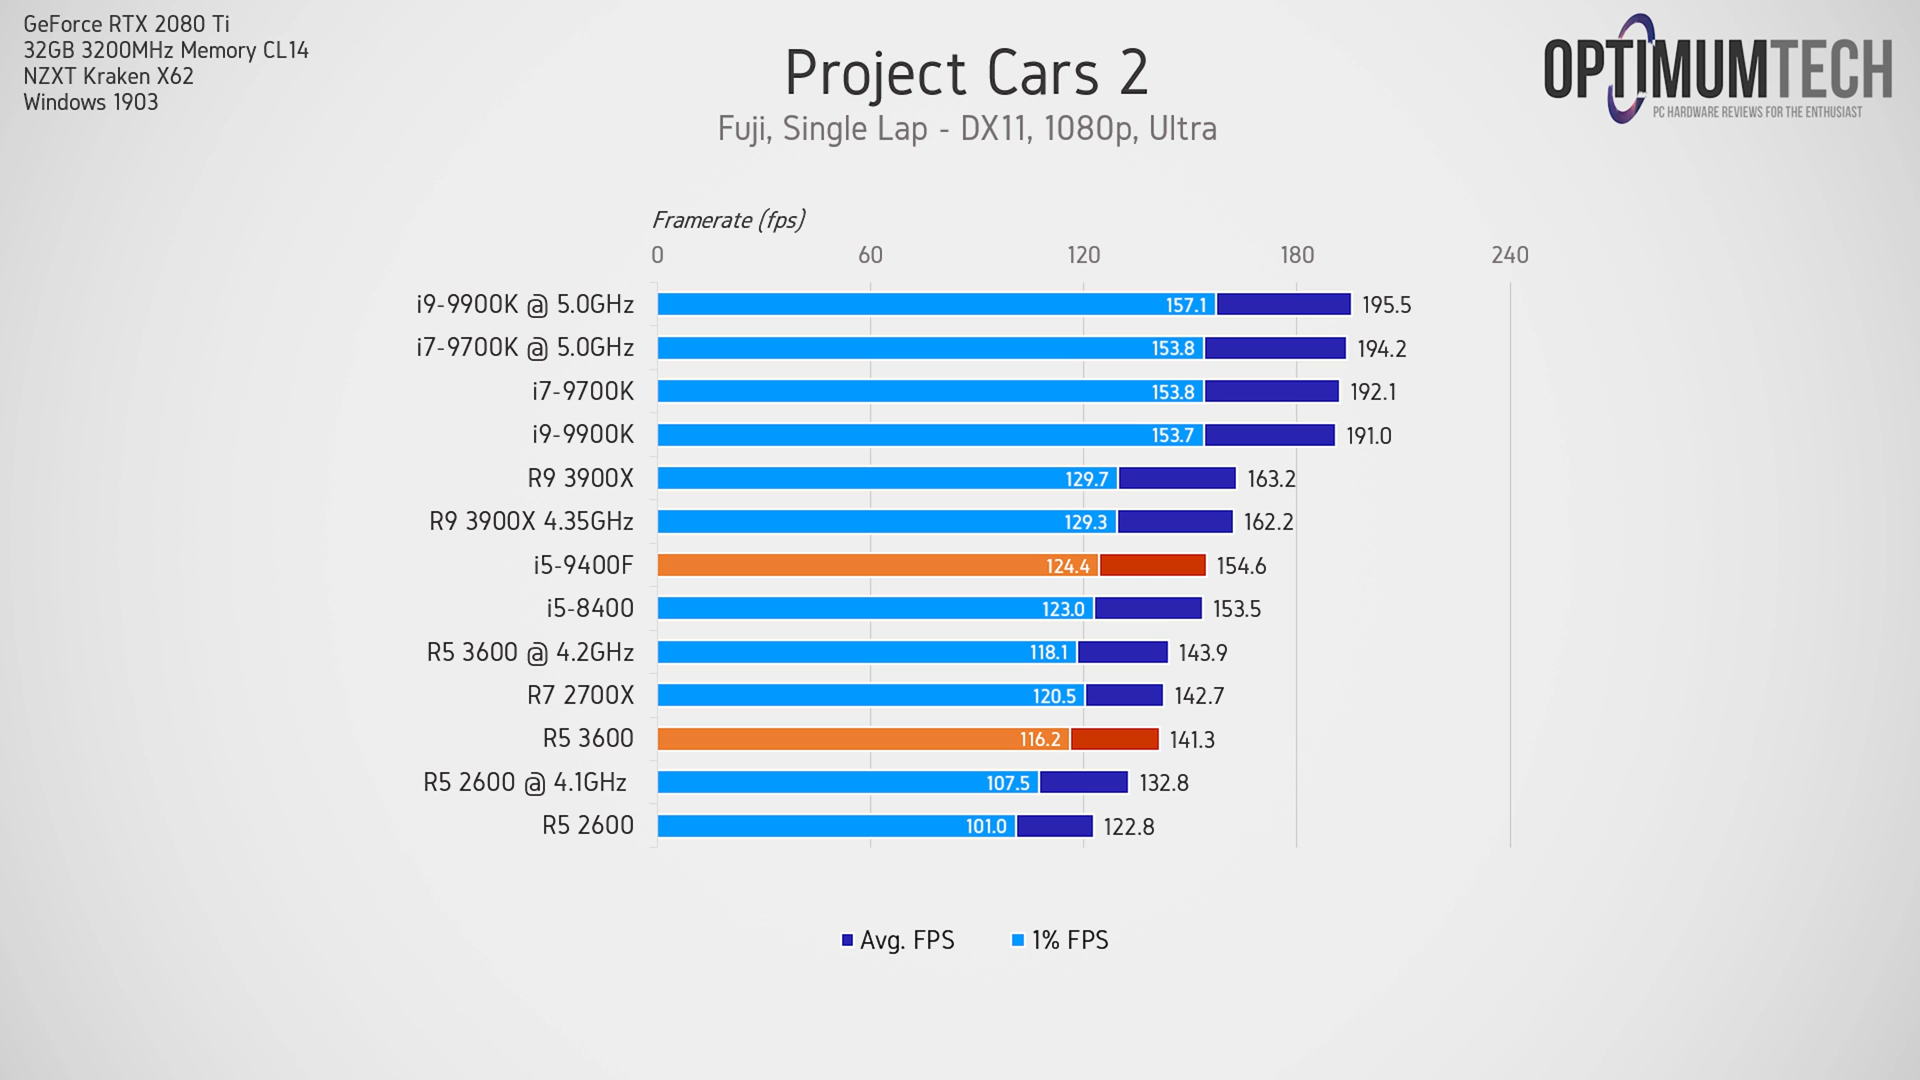 GeForce RTX 2080 Ti
32GB 3200MHz Memory CL14
NZXT Kraken X62
Windows 1903
Project Cars 2
Fuji, Single Lap - DX11, 1080p, Ultra
OPTIMUMTECH
PC HARDWARE REVIEWS FOR THE ENTHUSIAST
Framerate (fps)
0 60 120 180 240
i9-9900K @ 5.0GHz 157.1 195.5
i7-9700K @ 5.0GHz 153.8 194.2
i7-9700K 153.8 192.1
i9-9900K 153.7 191.0
R9 3900X 129.7 163.2
R9 3900X 4.35GHz 129.3 162.2
i5-9400F 124.4 154.6
i5-8400 123.0 153.5
R5 3600 @ 4.2GHz 118.1 143.9
R7 2700X 120.5 142.7
R5 3600 116.2 141.3
R5 2600 @ 4.1GHz 107.5 132.8
R5 2600 101.0 122.8
Avg. FPS 1% FPS